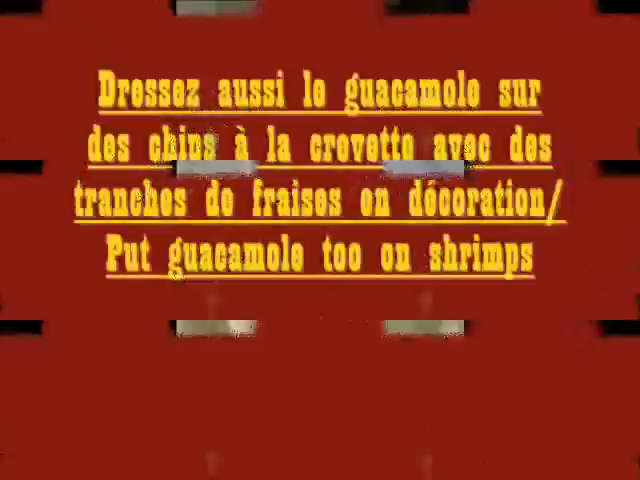 Dressez aussi le guacamole sur
des chips à la crevette avec des
tranches de fraises en décoration/
Put guacamole too on shrimps